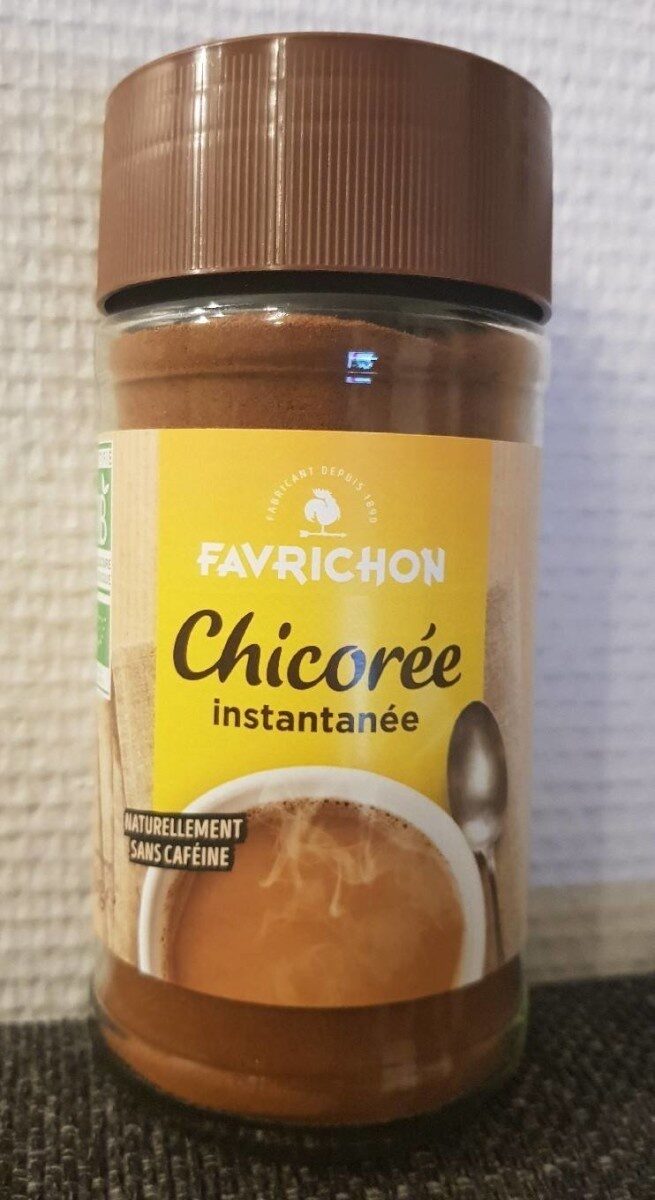 FABRICANT DEPUIS 1890
FAVRICHON
Chicorée
instantanée
NATURELLEMENT
SANS CAFÉINE